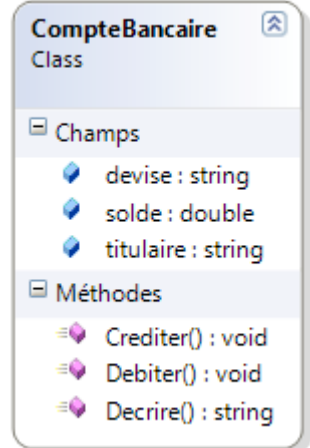 CompteBancaire
Class
Champs
devise : string
solde : double
titulaire : string
Méthodes
Crediter() : void
Debiter() : void
Decrire() : string